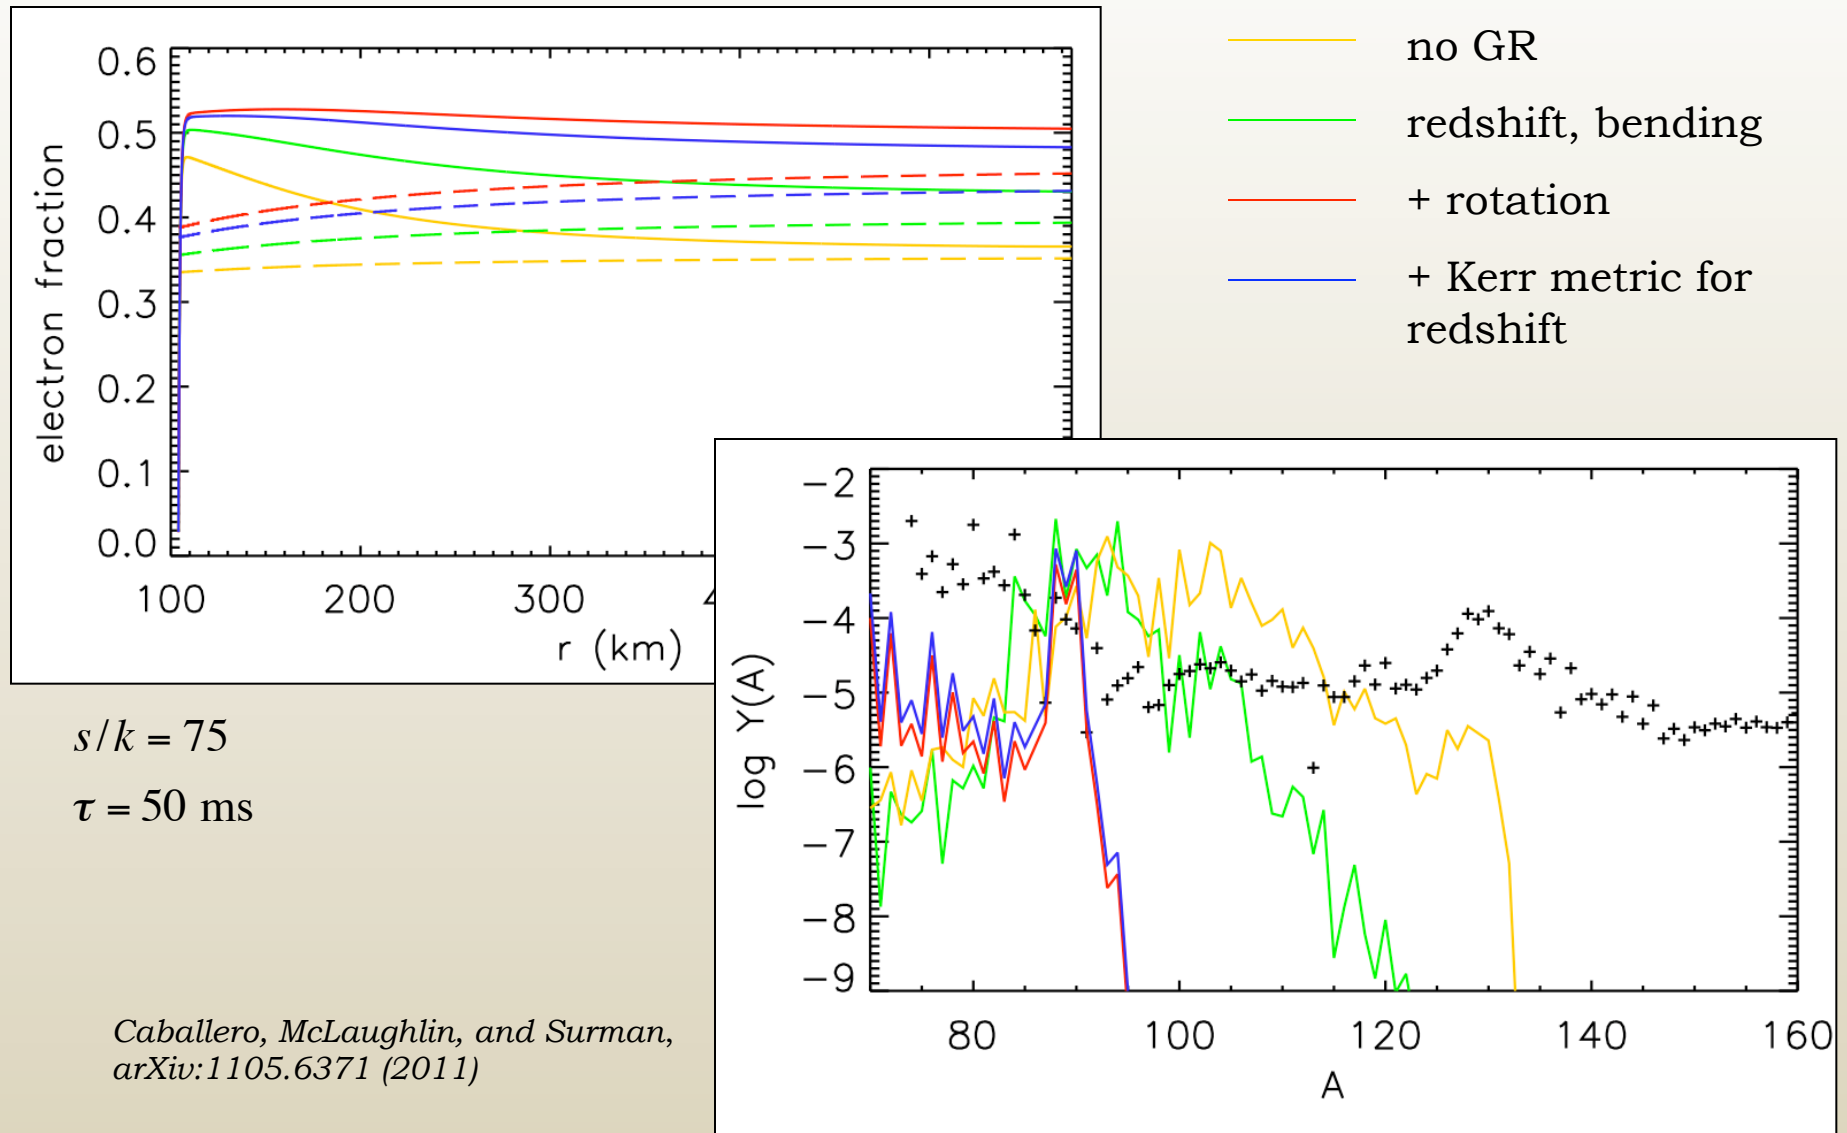 0.6
0.5
0.4
0.3
0.2
0.1
0.0
electron fraction
100 200 300 4
r (km)
no GR
redshift, bending
+ rotation
+ Kerr metric for
redshift
s/k = 75
τ = 50 ms
Caballero, McLaughlin, and Surman,
arXiv:1105.6371 (2011)
−2
−3
−4
−5
−6
−7
−8
−9
log Y(A)
80 100 120 140 160
A